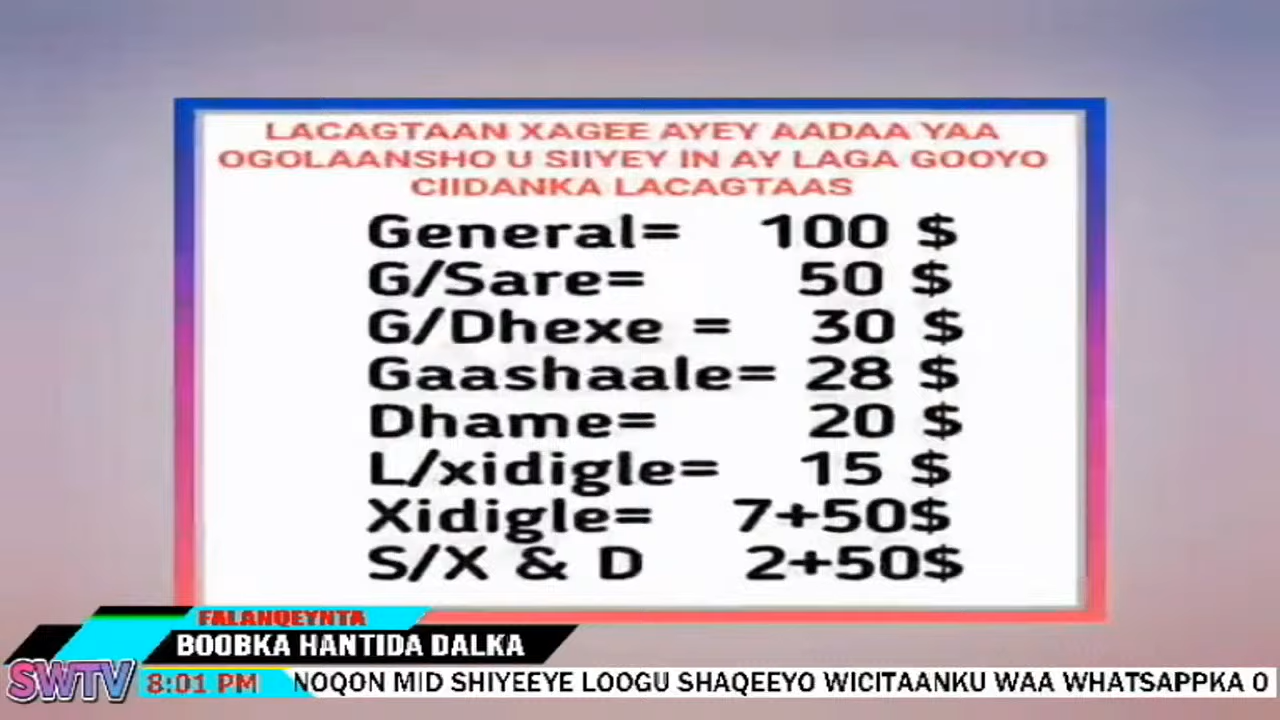 LACAGTAAN XAGEE AYEY AADAA YAA
OGOLAANSHO U SIIYEY IN AY LAGA GOOYO
CIIDANKA LACAGTAAS
General= 100 $
G/Sare= 50 $
G/Dhexe = 30 $
Gaashaale= 28 $
Dhame= 20 $
L/xidigle= 15 $
Xidigle= 7+50$
S/X & D 2+50$
FALANQEYNTA
BOOBKA HANTIDA DALKA
SWTV 8:01 PM NOQON MID SHIYEEYE LOOGU SHAQEEYO WICITAANKU WAA WHATSAPPKA 0